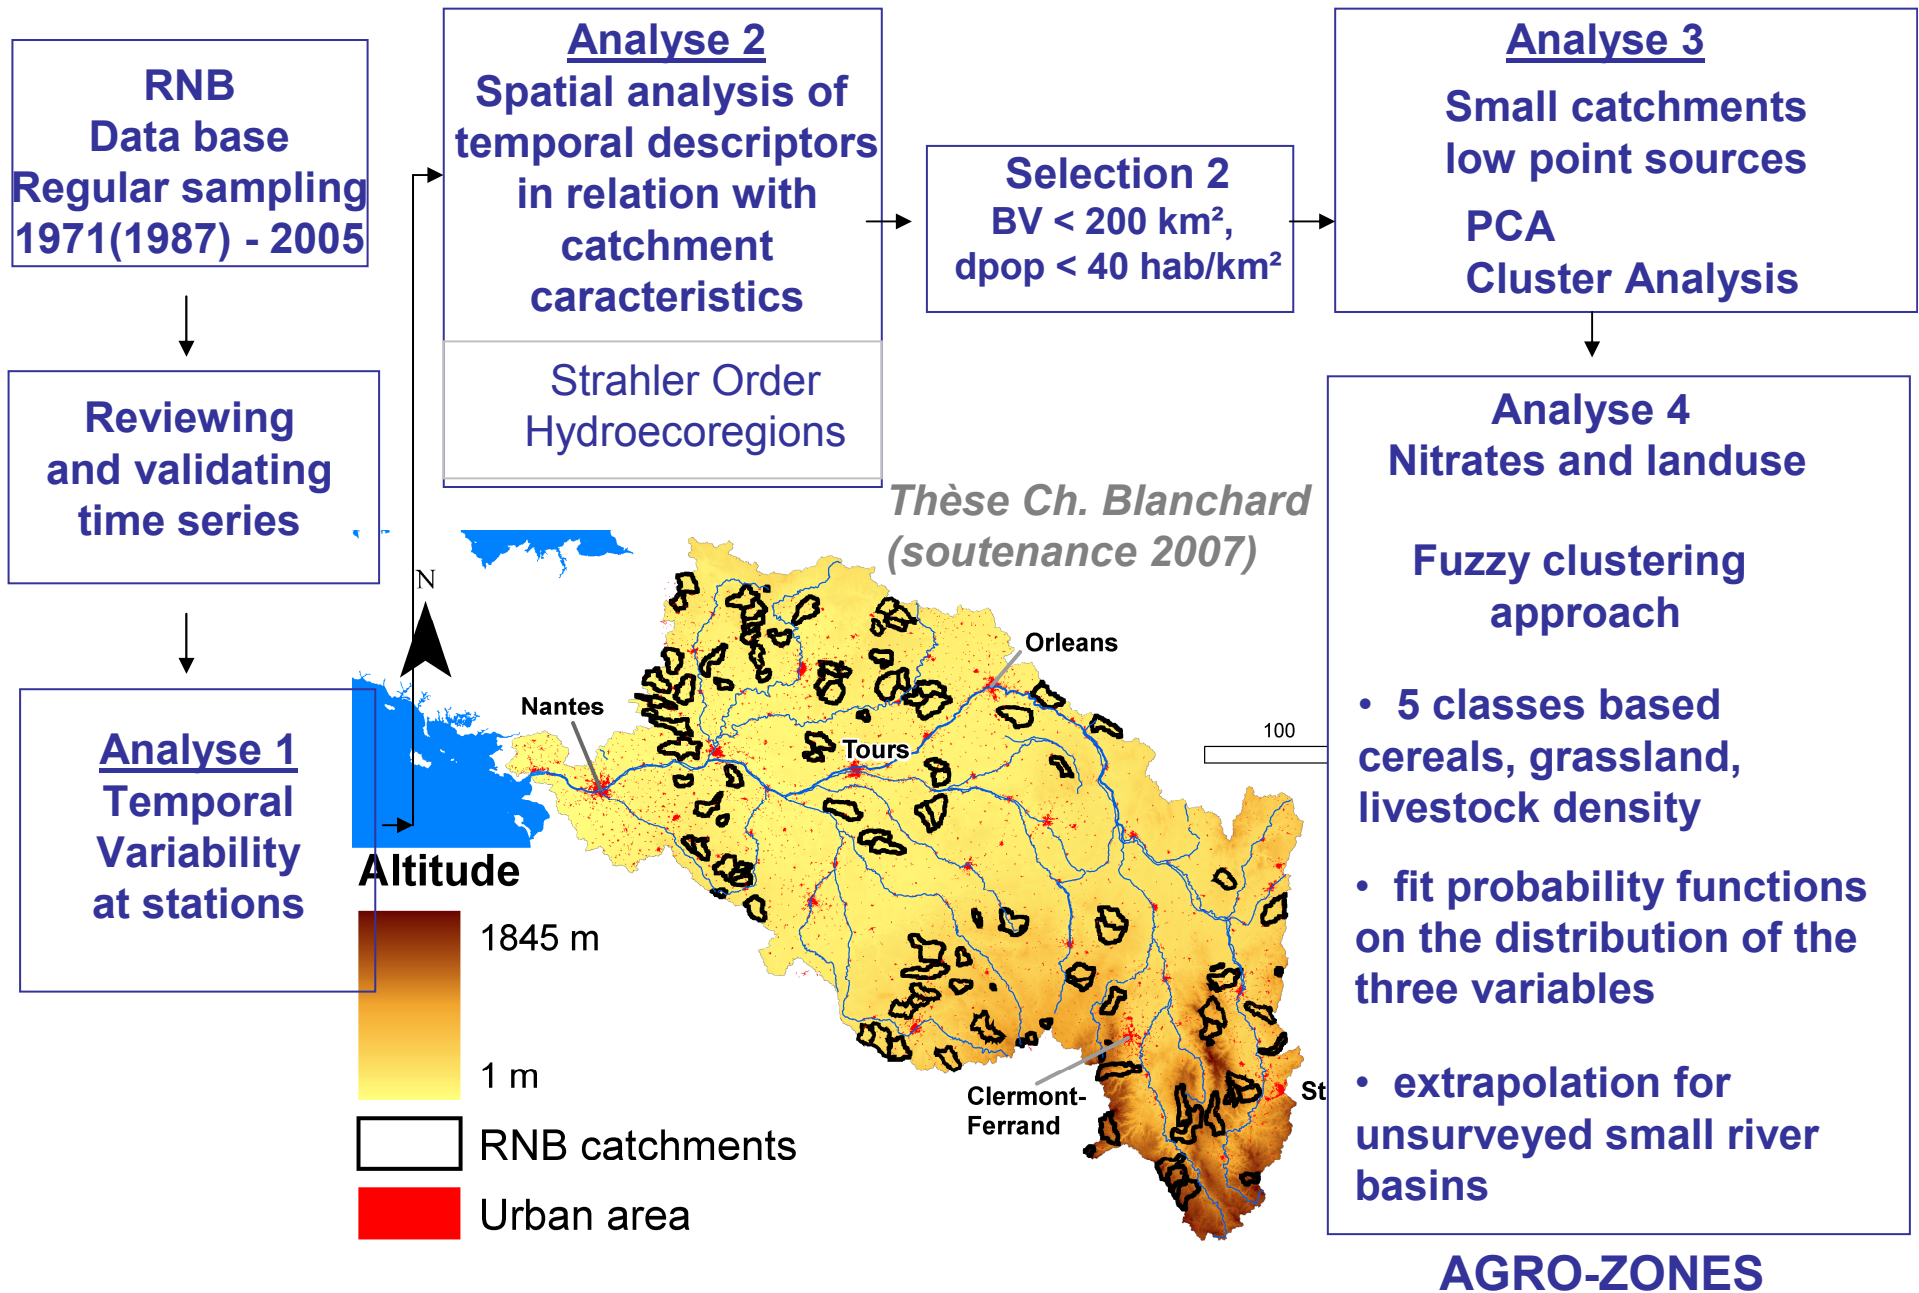 RNB
Data base
Regular sampling
1971(1987) - 2005
Reviewing
and validating
time series
Analyse 1
Temporal
Variability
at stations
Analyse 2
Spatial analysis of
temporal descriptors
in relation with
catchment
caracteristics
Strahler Order
Hydroecoregions
Selection 2
BV < 200 km²,
dpop < 40 hab/km²
Analyse 3
Small catchments
low point sources
PCA
Cluster Analysis
Analyse 4
Nitrates and landuse
Fuzzy clustering
approach
• 5 classes based
cereals, grassland,
livestock density
• fit probability functions
on the distribution of the
three variables
• extrapolation for
unsurveyed small river
basins
AGRO-ZONES
Thèse Ch. Blanchard
(soutenance 2007)
N
Orleans
Nantes
Tours
100
Clermont-
Ferrand
St
Altitude
1845 m
1 m
RNB catchments
Urban area